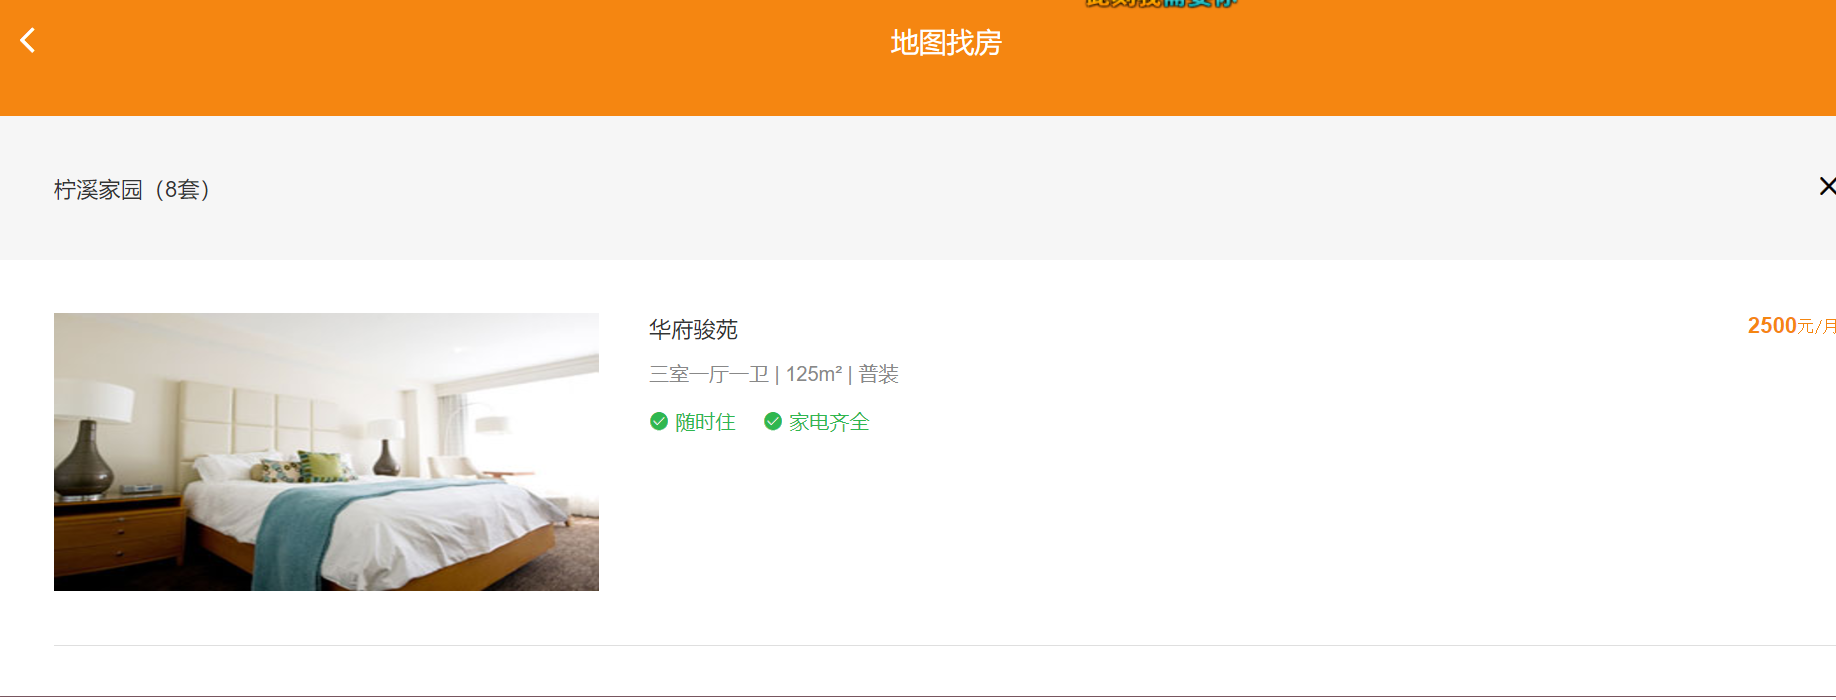 地图找房
柠溪家园（8套）
华府骏苑
2500元/月
三室一厅一卫 | 125m² | 普装
随时住 家电齐全